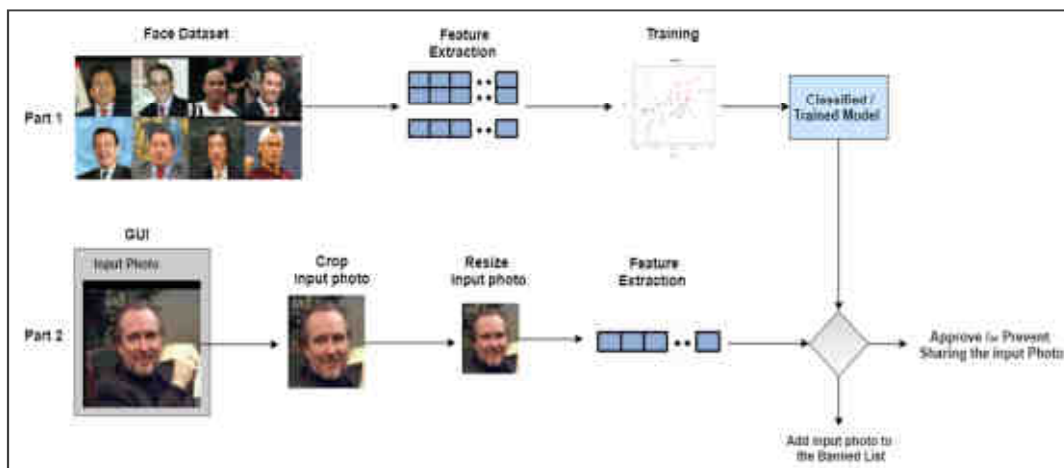 Face Dataset
Feature
Extraction
Training
Part 1
Classified /
Trained Model
GUI
Input Photo
Crop
Input photo
Resize
Input photo
Feature
Extraction
Part 2
Approve for Prevent
Sharing the input Photo
Add input photo to
the Banned List